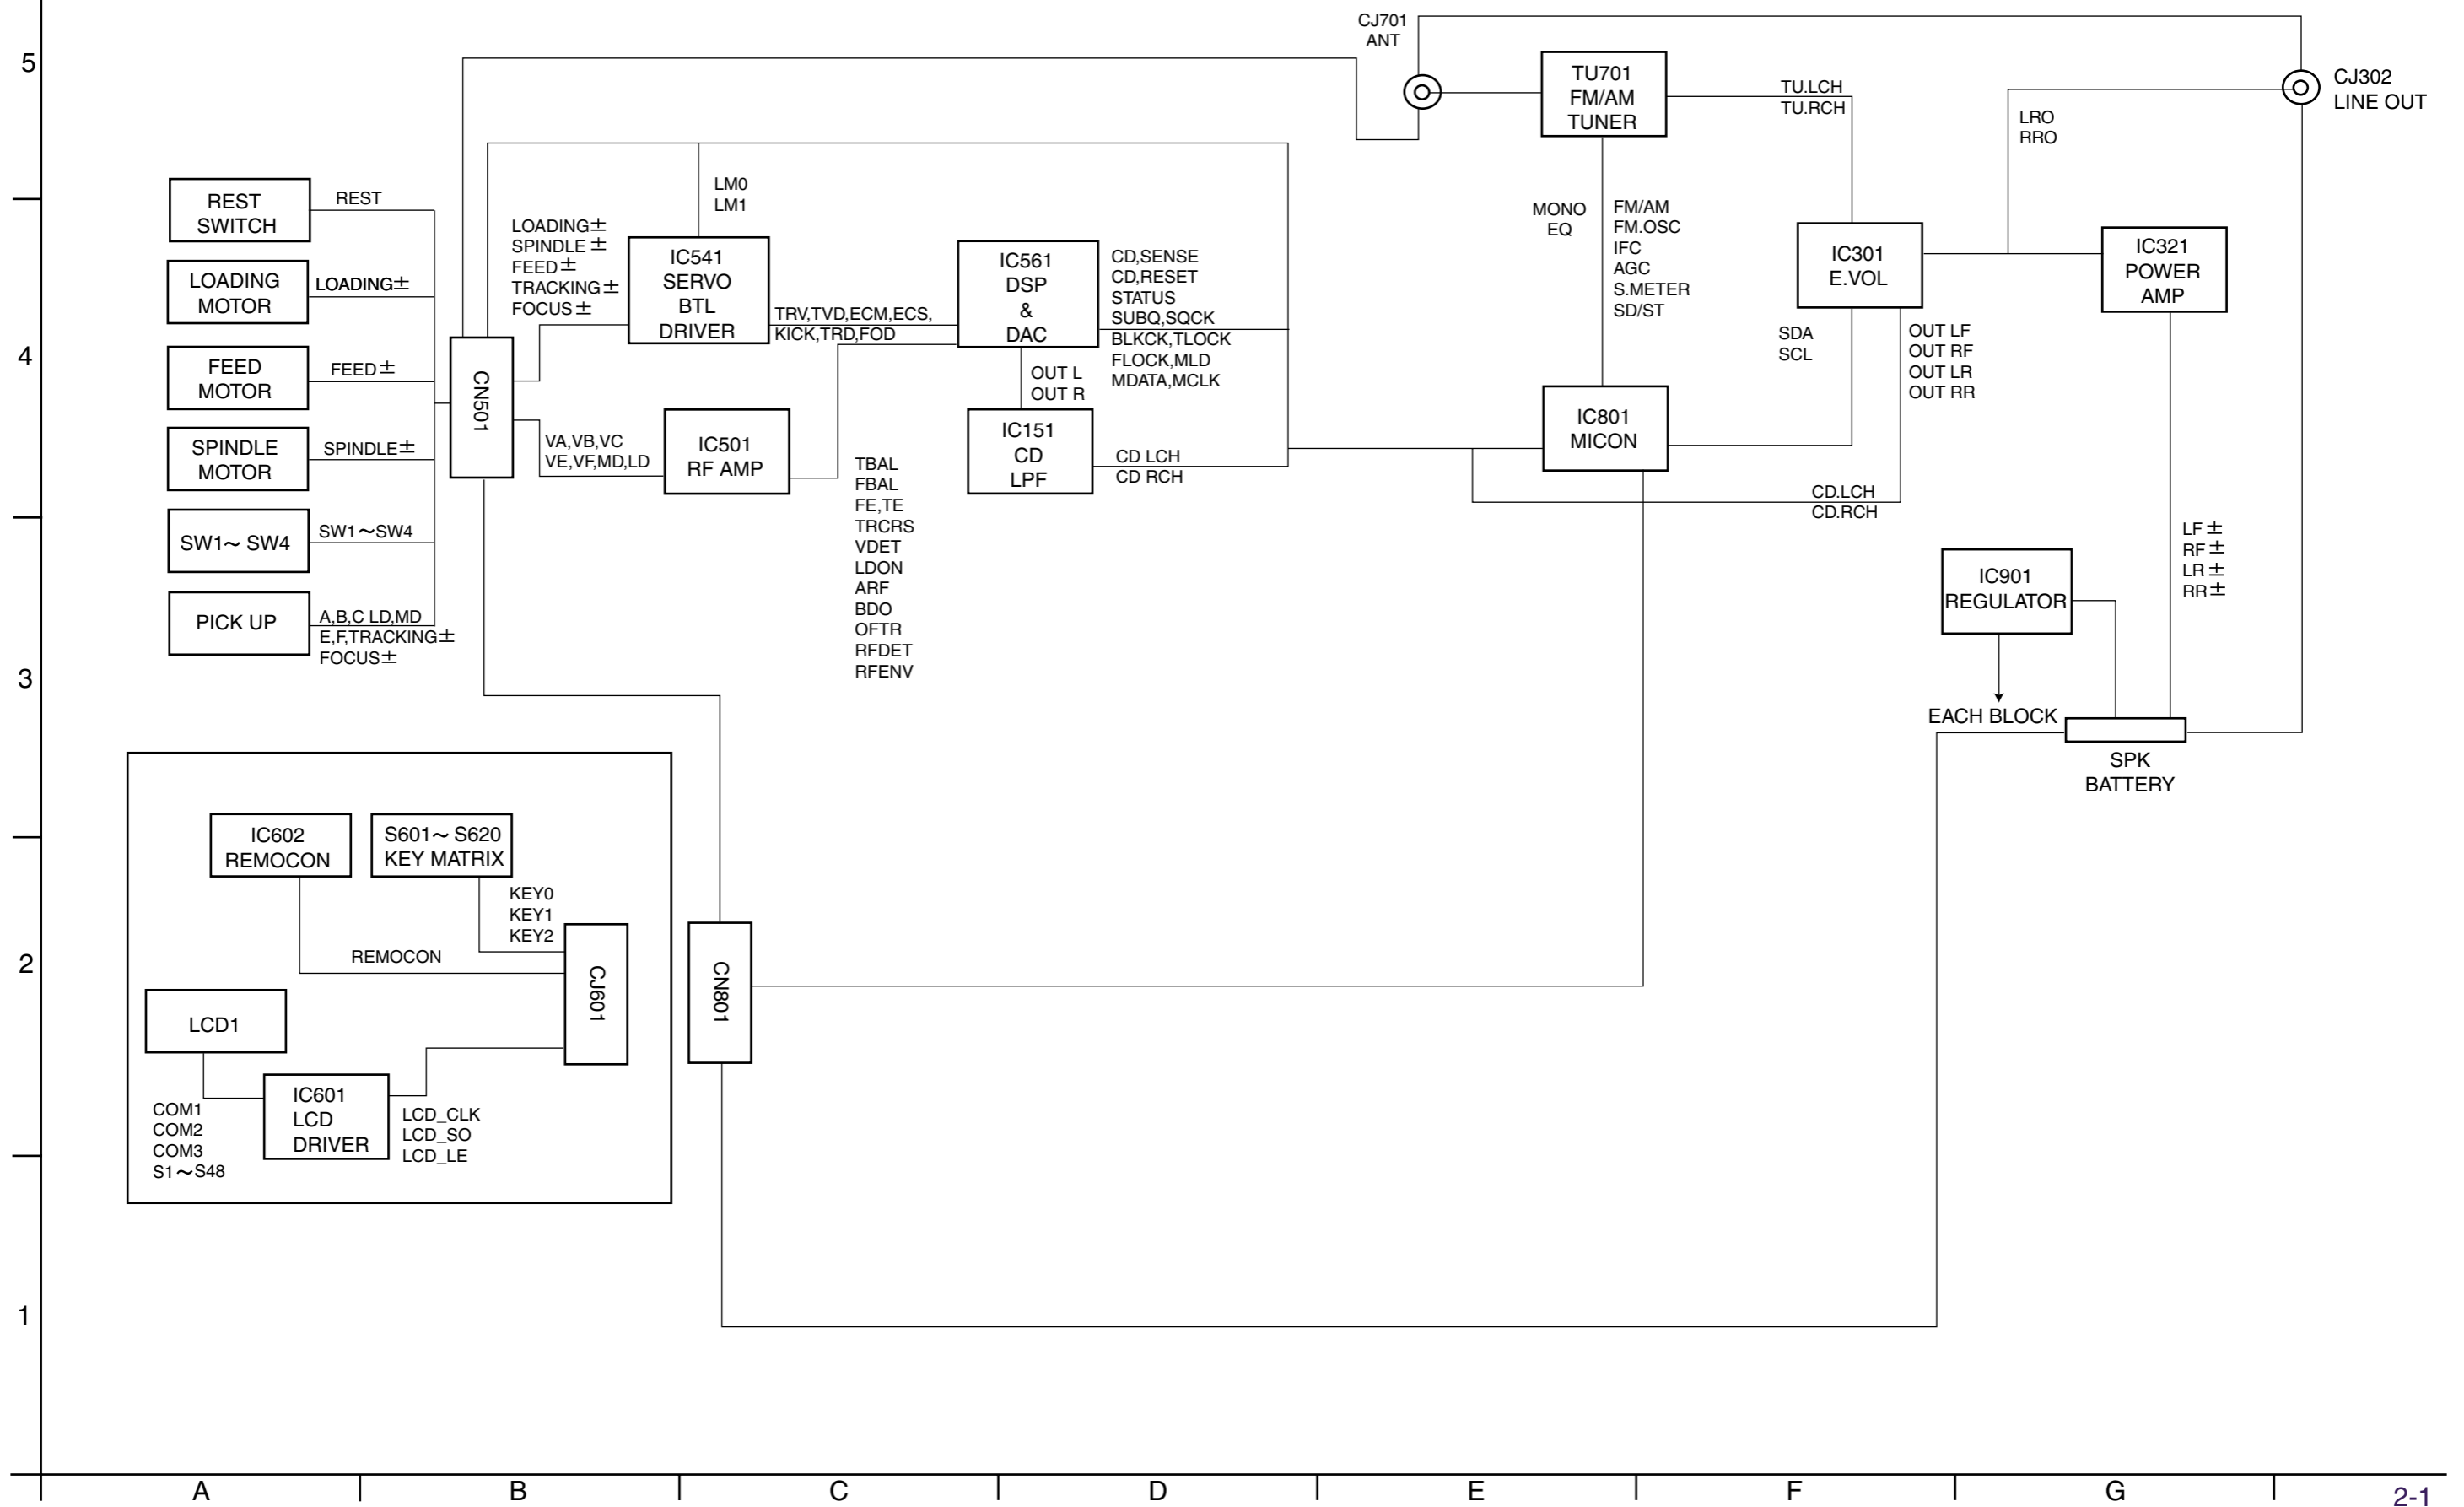 5
4
3
2
1
A
B
C
D
E
F
G
2-1
CJ701
ANT
TU701
FM/AM
TUNER
TU.LCH
TU.RCH
LRO
RRO
CJ302
LINE OUT
REST
SWITCH
REST
LOADING
MOTOR
LOADING±
FEED
MOTOR
FEED±
SPINDLE
MOTOR
SPINDLE±
SW1～ SW4
SW1～SW4
PICK UP
A,B,C LD,MD
E,F,TRACKING±
FOCUS±
CN501
LOADING±
SPINDLE ±
FEED±
TRACKING±
FOCUS±
LM0
LM1
IC541
SERVO
BTL
DRIVER
TRV,TVD,ECM,ECS,
KICK,TRD,FOD
IC561
DSP
&
DAC
CD,SENSE
CD,RESET
STATUS
SUBQ,SQCK
BLKCK,TLOCK
FLOCK,MLD
MDATA,MCLK
OUT L
OUT R
VA,VB,VC
VE,VF,MD,LD
IC501
RF AMP
TBAL
FBAL
FE,TE
TRCRS
VDET
LDON
ARF
BDO
OFTR
RFDET
RFENV
IC151
CD
LPF
CD LCH
CD RCH
MONO
EQ
FM/AM
FM.OSC
IFC
AGC
S.METER
SD/ST
IC801
MICON
IC301
E.VOL
SDA
SCL
OUT LF
OUT RF
OUT LR
OUT RR
CD.LCH
CD.RCH
IC321
POWER
AMP
LF ±
RF ±
LR ±
RR±
IC901
REGULATOR
EACH BLOCK
SPK
BATTERY
IC602
REMOCON
S601～ S620
KEY MATRIX
KEY0
KEY1
KEY2
REMOCON
CJ601
LCD1
COM1
COM2
COM3
S1～S48
IC601
LCD
DRIVER
LCD_CLK
LCD_SO
LCD_LE
CN801